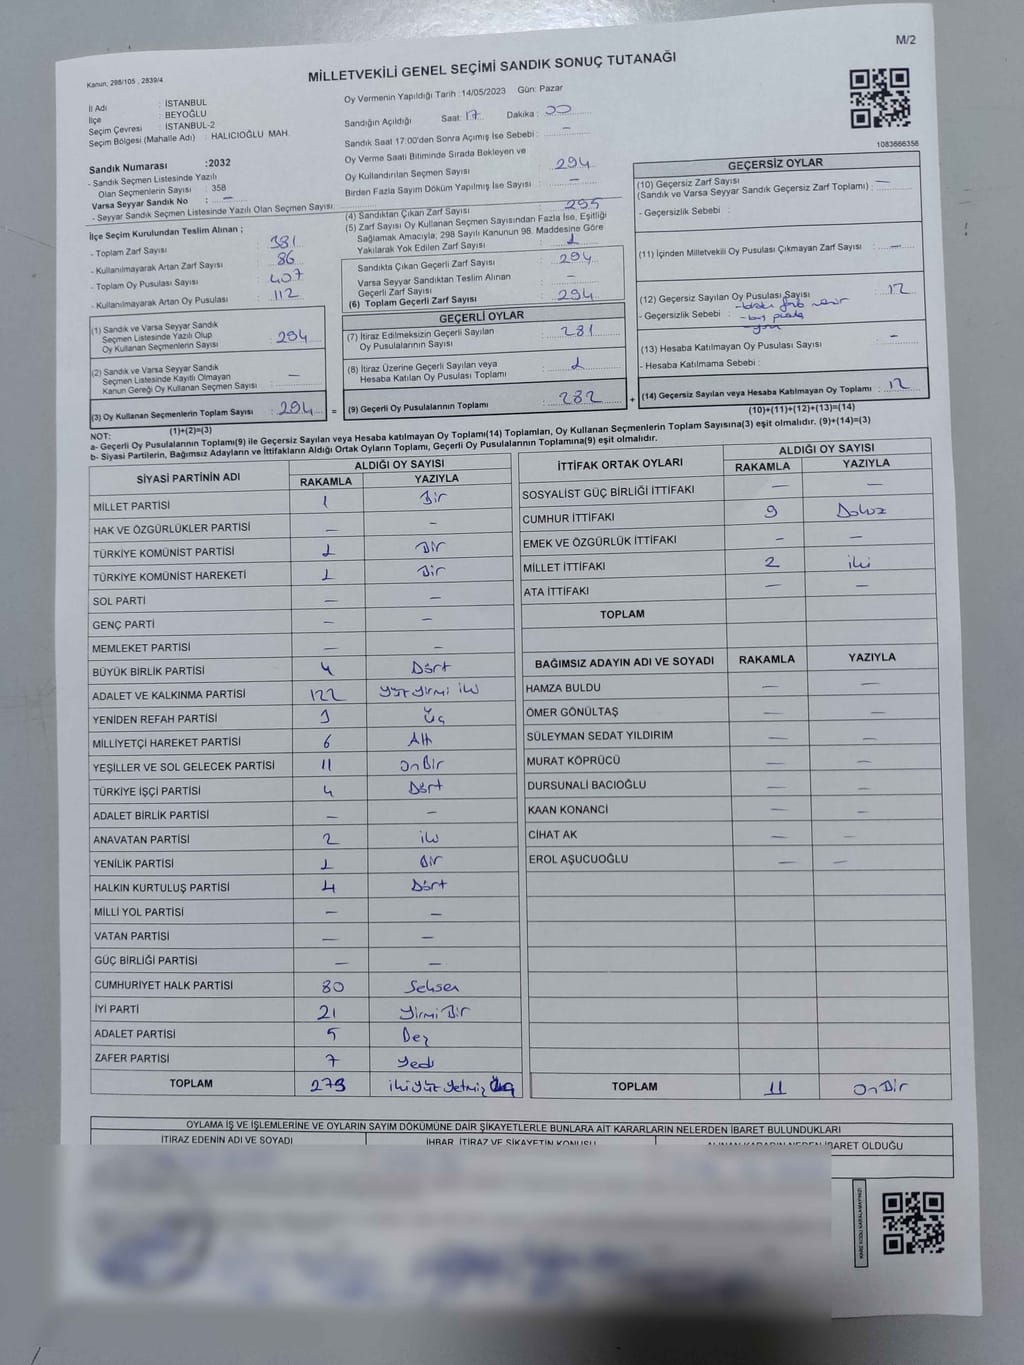 M/2
Kanun; 298/105 , 2839/4
MİLLETVEKİLİ GENEL SEÇİMİ SANDIK SONUÇ TUTANAĞI
İl Adı : İSTANBUL
İlçe : BEYOĞLU
Seçim Çevresi : İSTANBUL-2
Seçim Bölgesi (Mahalle Adı) : HALICIOĞLU MAH.
Sandık Numarası :2032
- Sandık Seçmen Listesinde Yazılı
Olan Seçmenlerin Sayısı : 358
Varsa Seyyar Sandık No : —
- Seyyar Sandık Seçmen Listesinde Yazılı Olan Seçmen Sayısı:
İlçe Seçim Kurulundan Teslim Alınan ;
- Toplam Zarf Sayısı : 381
- Kullanılmayarak Artan Zarf Sayısı : 86
- Toplam Oy Pusulası Sayısı : 407
- Kullanılmayarak Artan Oy Pusulası : 112
(1) Sandık ve Varsa Seyyar Sandık
Seçmen Listesinde Yazılı Olup
Oy Kullanan Seçmenlerin Sayısı : 294
(2) Sandık ve Varsa Seyyar Sandık
Seçmen Listesinde Kayıtlı Olmayan
Kanun Gereği Oy Kullanan Seçmen Sayısı : —
(3) Oy Kullanan Seçmenlerin Toplam Sayısı : 294 =
(1)+(2)=(3)
Oy Vermenin Yapıldığı Tarih : 14/05/2023 Gün: Pazar
Sandığın Açıldığı Saat: 17 Dakika : 00
Sandık Saat 17:00'den Sonra Açılmış İse Sebebi : —
Oy Verme Saati Bitiminde Sırada Bekleyen ve
Oy Kullandırılan Seçmen Sayısı : 294
Birden Fazla Sayım Döküm Yapılmış İse Sayısı : —
(4) Sandıktan Çıkan Zarf Sayısı : 295
(5) Zarf Sayısı Oy Kullanan Seçmen Sayısından Fazla İse, Eşitliği
Sağlamak Amacıyla, 298 Sayılı Kanunun 98. Maddesine Göre
Yakılarak Yok Edilen Zarf Sayısı : 1
Sandıkta Çıkan Geçerli Zarf Sayısı : 294
Varsa Seyyar Sandıktan Teslim Alınan
Geçerli Zarf Sayısı : —
(6) Toplam Geçerli Zarf Sayısı : 294
GEÇERLİ OYLAR
(7) İtiraz Edilmeksizin Geçerli Sayılan
Oy Pusulalarının Sayısı : 281
(8) İtiraz Üzerine Geçerli Sayılan veya
Hesaba Katılan Oy Pusulası Toplamı : 1
(9) Geçerli Oy Pusulalarının Toplamı : 282 +
1083666356
GEÇERSİZ OYLAR
(10) Geçersiz Zarf Sayısı : —
(Sandık ve Varsa Seyyar Sandık Geçersiz Zarf Toplamı) :
- Geçersizlik Sebebi :
(11) İçinden Milletvekili Oy Pusulası Çıkmayan Zarf Sayısı : —
(12) Geçersiz Sayılan Oy Pusulası Sayısı : 12
- Geçersizlik Sebebi :
(13) Hesaba Katılmayan Oy Pusulası Sayısı : —
- Hesaba Katılmama Sebebi :
(14) Geçersiz Sayılan veya Hesaba Katılmayan Oy Toplamı : 12
(10)+(11)+(12)+(13)=(14)
NOT:
a- Geçerli Oy Pusulalarının Toplamı(9) ile Geçersiz Sayılan veya Hesaba katılmayan Oy Toplamı(14) Toplamları, Oy Kullanan Seçmenlerin Toplam Sayısına(3) eşit olmalıdır. (9)+(14)=(3)
b- Siyasi Partilerin, Bağımsız Adayların ve İttifakların Aldığı Ortak Oyların Toplamı, Geçerli Oy Pusulalarının Toplamına(9) eşit olmalıdır.
SİYASİ PARTİNİN ADI ALDIĞI OY SAYISI
RAKAMLA YAZIYLA
MİLLET PARTİSİ 1 Bir
HAK VE ÖZGÜRLÜKLER PARTİSİ — —
TÜRKİYE KOMÜNİST PARTİSİ 1 Bir
TÜRKİYE KOMÜNİST HAREKETİ 1 Bir
SOL PARTİ — —
GENÇ PARTİ — —
MEMLEKET PARTİSİ — —
BÜYÜK BİRLİK PARTİSİ 4 Dört
ADALET VE KALKINMA PARTİSİ 122 Yüz yirmi iki
YENİDEN REFAH PARTİSİ 3 Üç
MİLLİYETÇİ HAREKET PARTİSİ 6 Altı
YEŞİLLER VE SOL GELECEK PARTİSİ 11 OnBir
TÜRKİYE İŞÇİ PARTİSİ 4 Dört
ADALET BİRLİK PARTİSİ — —
ANAVATAN PARTİSİ 2 iki
YENİLİK PARTİSİ 1 Bir
HALKIN KURTULUŞ PARTİSİ 4 Dört
MİLLİ YOL PARTİSİ — —
VATAN PARTİSİ — —
GÜÇ BİRLİĞİ PARTİSİ — —
CUMHURİYET HALK PARTİSİ 80 Seksen
İYİ PARTİ 21 YirmiBir
ADALET PARTİSİ 5 Beş
ZAFER PARTİSİ 7 Yedi
TOPLAM 273 ikiyüz yetmiş Üç
İTTİFAK ORTAK OYLARI ALDIĞI OY SAYISI
RAKAMLA YAZIYLA
SOSYALİST GÜÇ BİRLİĞİ İTTİFAKI — —
CUMHUR İTTİFAKI 9 Dokuz
EMEK VE ÖZGÜRLÜK İTTİFAKI — —
MİLLET İTTİFAKI 2 iki
ATA İTTİFAKI — —
TOPLAM
BAĞIMSIZ ADAYIN ADI VE SOYADI RAKAMLA YAZIYLA
HAMZA BULDU — —
ÖMER GÖNÜLTAŞ — —
SÜLEYMAN SEDAT YILDIRIM — —
MURAT KÖPRÜCÜ — —
DURSUNALİ BACIOĞLU — —
KAAN KONANCI — —
CİHAT AK — —
EROL AŞUCUOĞLU — —
TOPLAM 11 OnBir
OYLAMA İŞ VE İŞLEMLERİNE VE OYLARIN SAYIM DÖKÜMÜNE DAİR ŞİKAYETLERLE BUNLARA AİT KARARLARIN NELERDEN İBARET BULUNDUKLARI
İTİRAZ EDENİN ADI VE SOYADI İHBAR, İTİRAZ VE ŞİKAYETİN KONUSU ALINAN KARARIN NEDEN İBARET OLDUĞU
KARE KODU KARALAMAYINIZ!